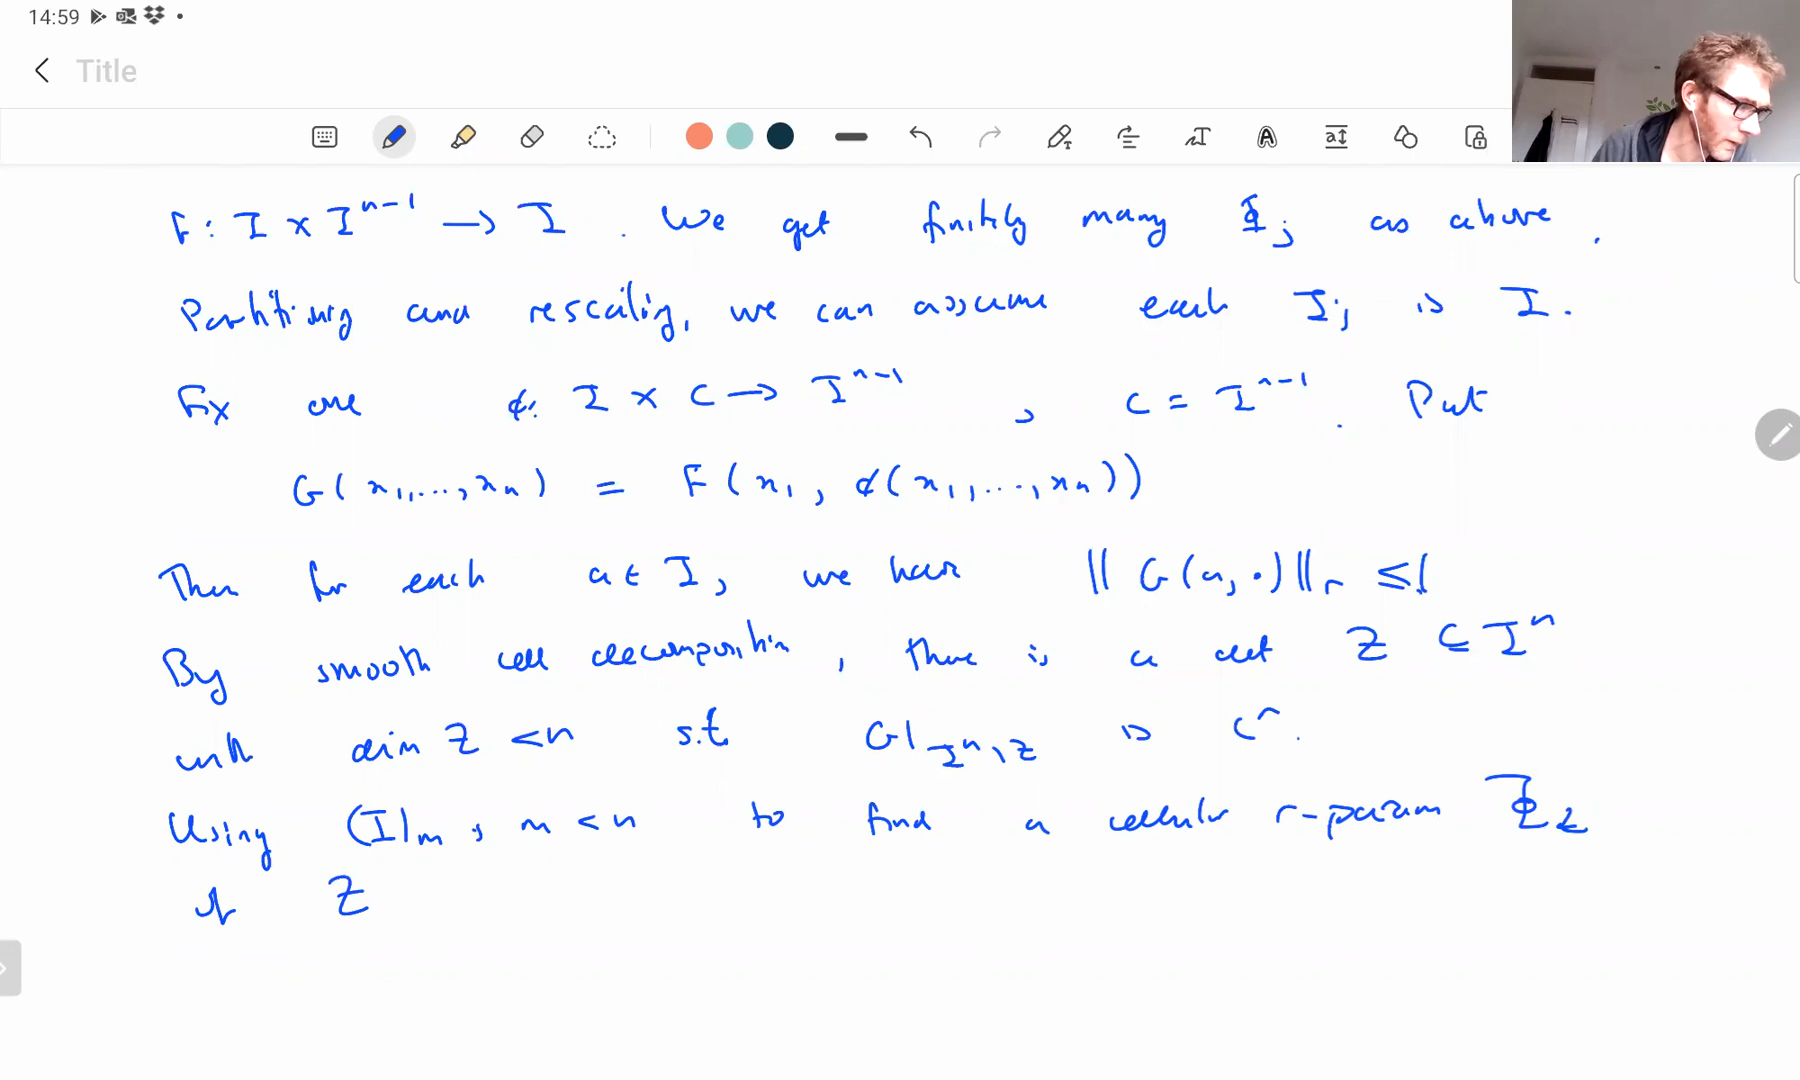 14:59
Title
F: I × I^{n-1} → I. We get finitely many Φ_j as above.
Partitioning and rescaling, we can assume each I_j is I.
Fix one φ: I × C → I^{n-1}, C = I^{n-1}. Put
G(x_1,...,x_n) = F(x_1, φ(x_1,...,x_n))
Then for each a ∈ I, we have ||G(a,·)||_r ≤ 1
By smooth cell decomposition, there is a def Z ⊆ I^n
with dim Z < n s.t. G|_{I^n\Z} is C^r.
Using (I)_m, m < n to find a cellular r-param Φ_Z
of Z